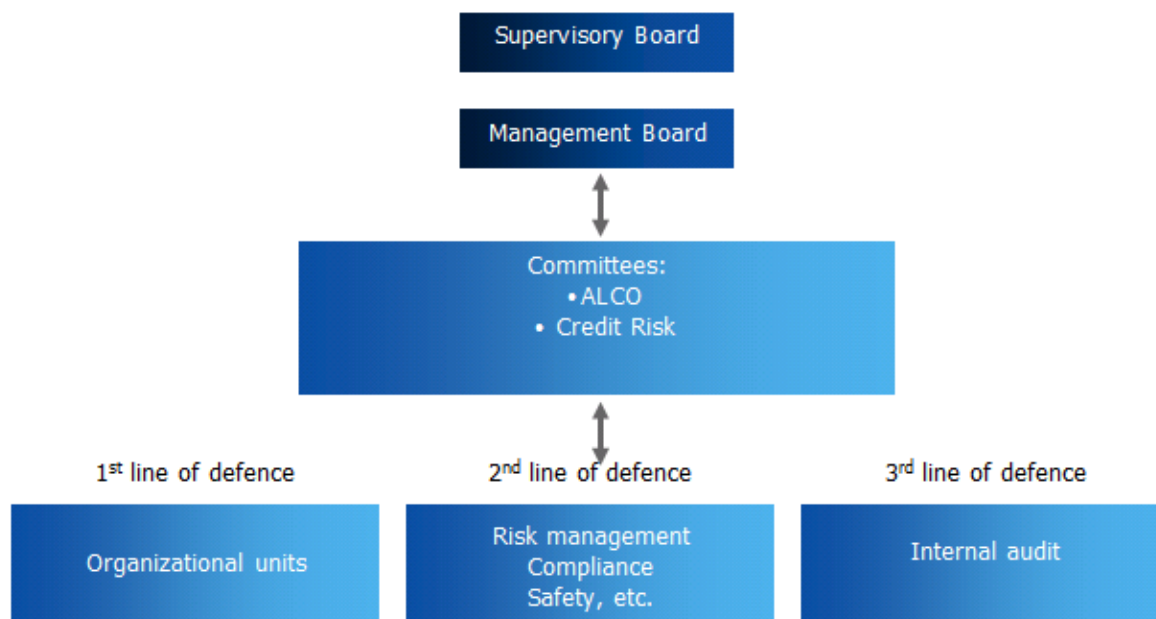 Supervisory Board
Management Board
Committees:
•ALCO
• Credit Risk
1st line of defence
2nd line of defence
3rd line of defence
Organizational units
Risk management
Compliance
Safety, etc.
Internal audit